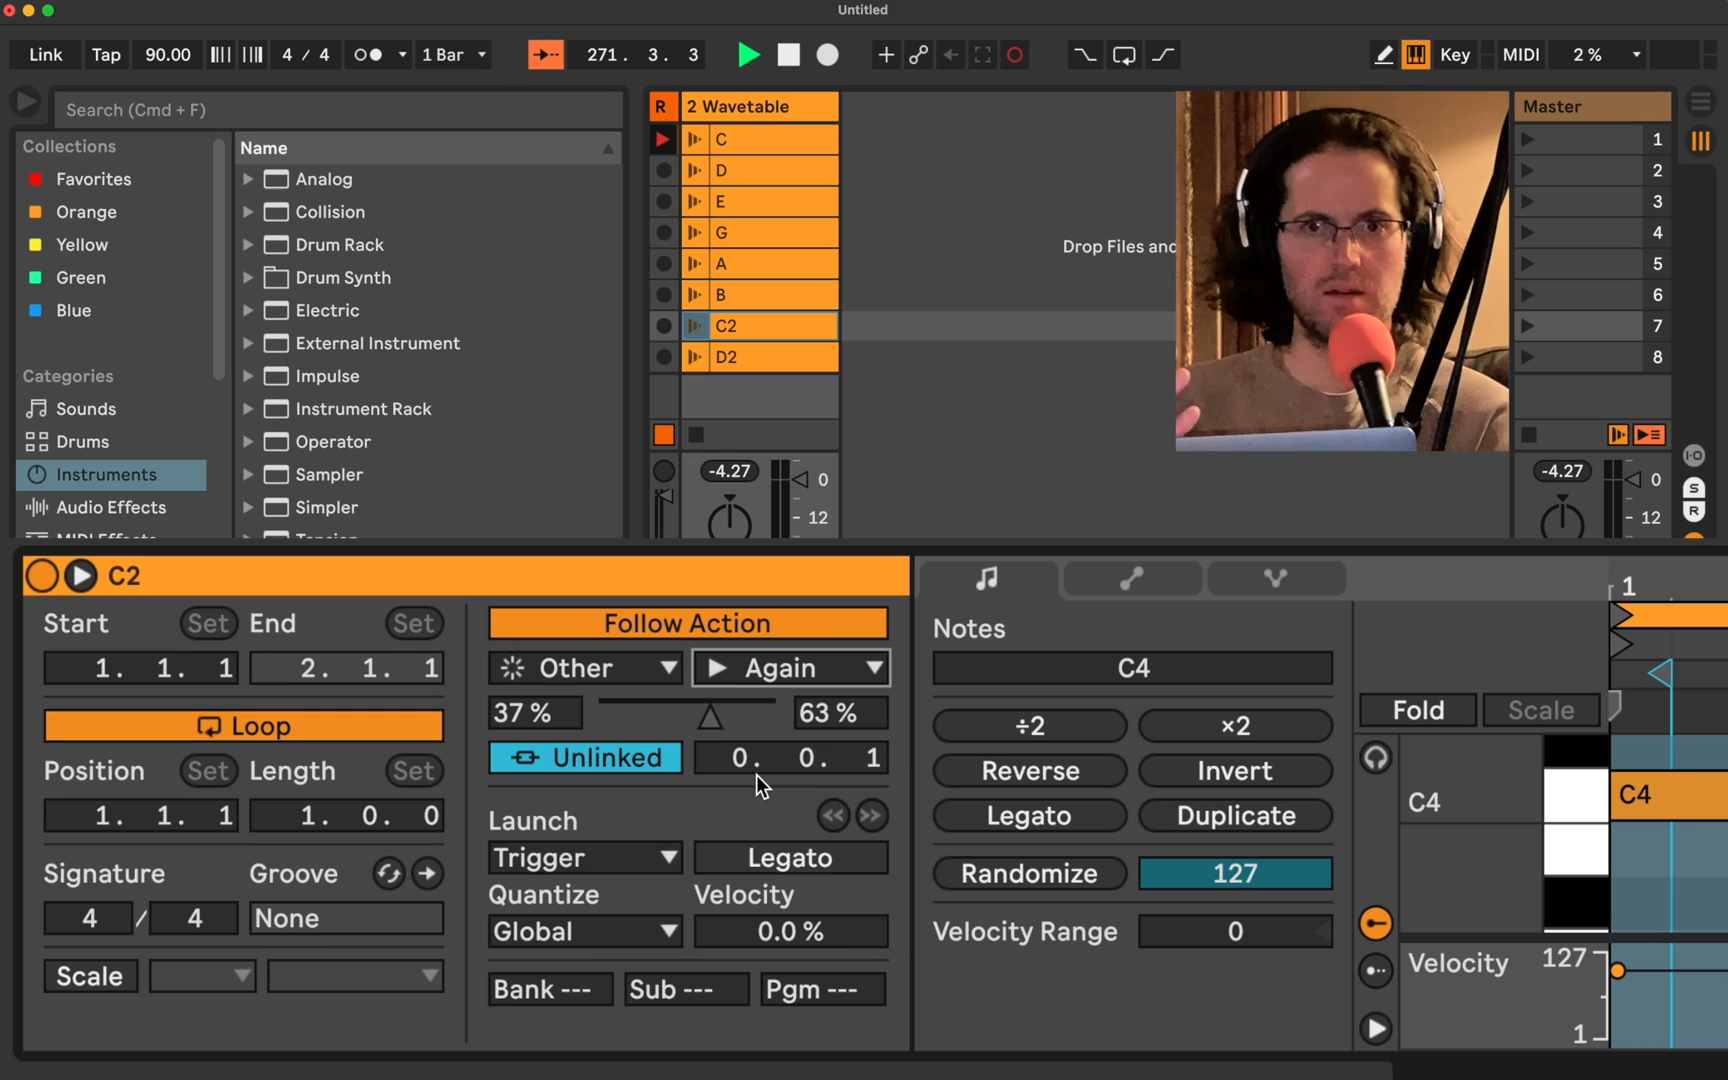 Untitled
Link Tap 90.00 4 / 4 1 Bar 271. 3. 3 Key MIDI 2 %
Search (Cmd + F)
Collections
Favorites
Orange
Yellow
Green
Blue
Categories
Sounds
Drums
Instruments
Audio Effects
MIDI Effects
Name
Analog
Collision
Drum Rack
Drum Synth
Electric
External Instrument
Impulse
Instrument Rack
Operator
Sampler
Simpler
Tension
R 2 Wavetable
C
D
E
G
A
B
C2
D2
-4.27 0
12
Drop Files and
Master
1
2
3
4
5
6
7
8
-4.27 0
12
S
R
C2
Start Set End Set
1. 1. 1 2. 1. 1
Loop
Position Set Length Set
1. 1. 1 1. 0. 0
Signature Groove
4 / 4 None
Scale
Follow Action
Other Again
37 % 63 %
Unlinked 0. 0. 1
Launch
Trigger Legato
Quantize Velocity
Global 0.0 %
Bank --- Sub --- Pgm ---
Notes
C4
÷2 ×2
Reverse Invert
Legato Duplicate
Randomize 127
Velocity Range 0
1
Fold Scale
C4 C4
Velocity 127
1